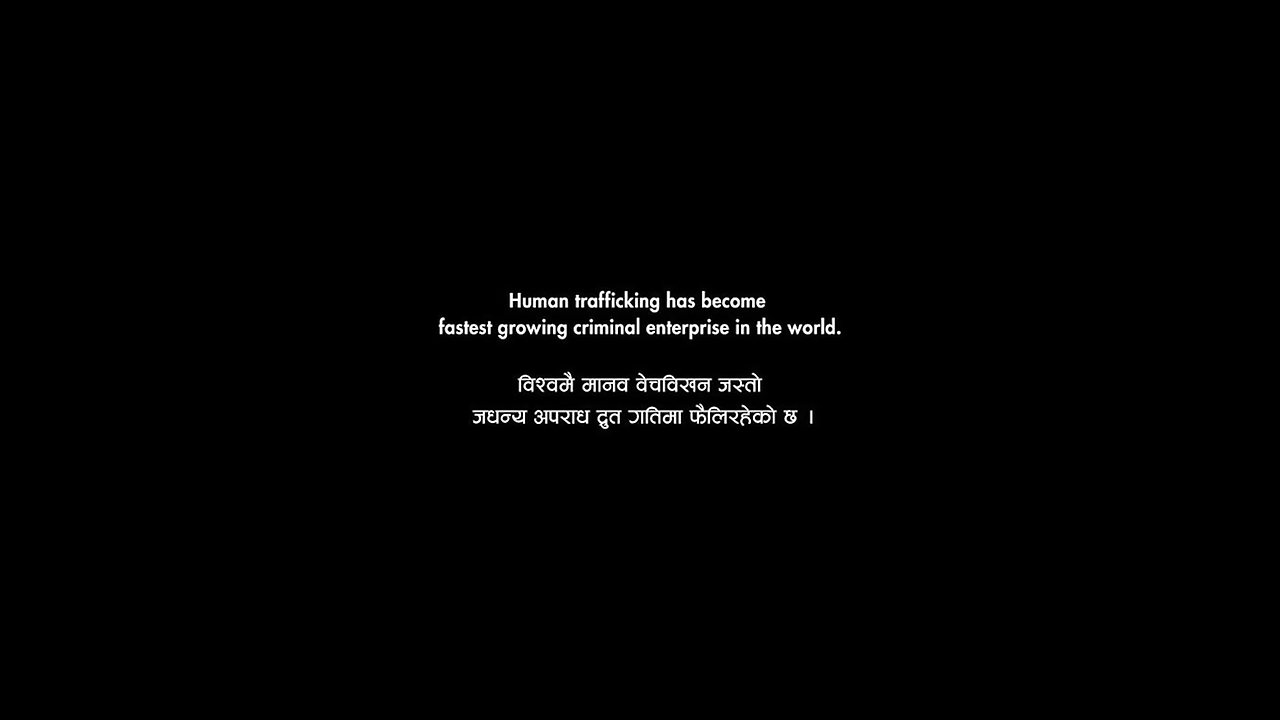 Human trafficking has become
fastest growing criminal enterprise in the world.
विश्वमै मानव वेचविखन जस्तो
जधन्य अपराध द्रुत गतिमा फैलिरहेको छ ।